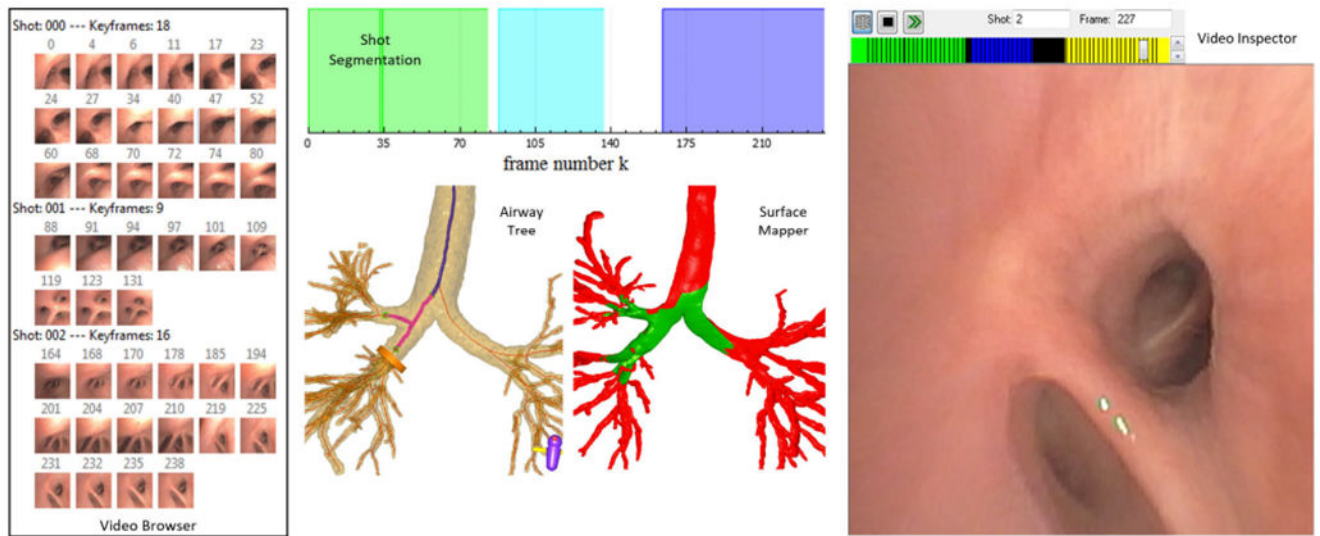 Shot: 000 --- Keyframes: 18
0 4 6 11 17 23
24 27 34 40 47 52
60 68 70 72 74 80
Shot: 001 --- Keyframes: 9
88 91 94 97 101 109
119 123 131
Shot: 002 --- Keyframes: 16
164 168 170 178 185 194
201 204 207 210 219 225
231 232 235 238
Video Browser
Shot
Segmentation
0 35 70 105 140 175 210
frame number k
Airway
Tree
Surface
Mapper
Shot: 2 Frame: 227
Video Inspector